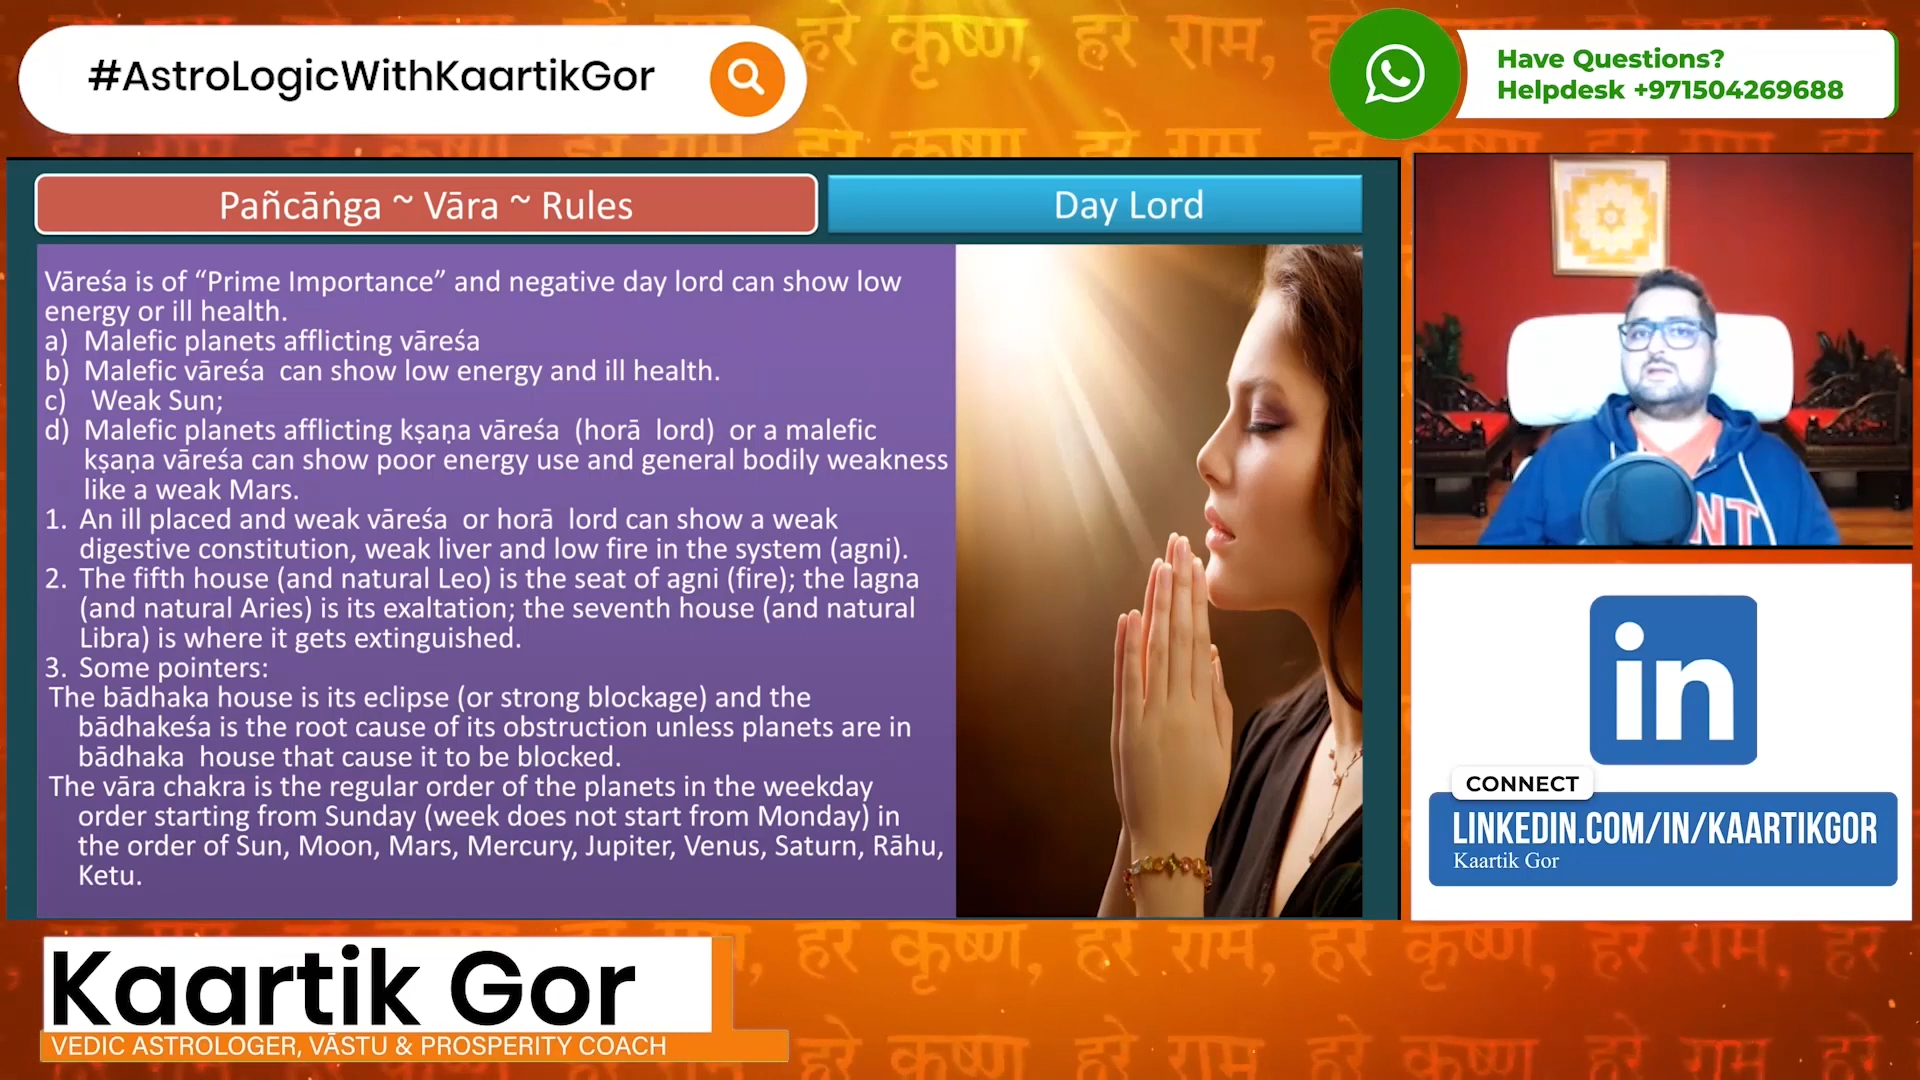 #AstroLogicWithKaartikGor
Have Questions?
Helpdesk +971504269688
Pañcāṅga ~ Vāra ~ Rules
Day Lord
Vāreśa is of “Prime Importance” and negative day lord can show low
energy or ill health.
a) Malefic planets afflicting vāreśa
b) Malefic vāreśa can show low energy and ill health.
c) Weak Sun;
d) Malefic planets afflicting kṣaṇa vāreśa (horā lord) or a malefic
kṣaṇa vāreśa can show poor energy use and general bodily weakness
like a weak Mars.
1. An ill placed and weak vāreśa or horā lord can show a weak
digestive constitution, weak liver and low fire in the system (agni).
2. The fifth house (and natural Leo) is the seat of agni (fire); the lagna
(and natural Aries) is its exaltation; the seventh house (and natural
Libra) is where it gets extinguished.
3. Some pointers:
The bādhaka house is its eclipse (or strong blockage) and the
bādhakeśa is the root cause of its obstruction unless planets are in
bādhaka house that cause it to be blocked.
The vāra chakra is the regular order of the planets in the weekday
order starting from Sunday (week does not start from Monday) in
the order of Sun, Moon, Mars, Mercury, Jupiter, Venus, Saturn, Rāhu,
Ketu.
NT
in
CONNECT
LINKEDIN.COM/IN/KAARTIKGOR
Kaartik Gor
Kaartik Gor
VEDIC ASTROLOGER, VĀSTU & PROSPERITY COACH
हरे कृष्ण, हरे राम,
हरे कृष्ण, हरे राम, हरे कृष्ण, हरे राम, हरे